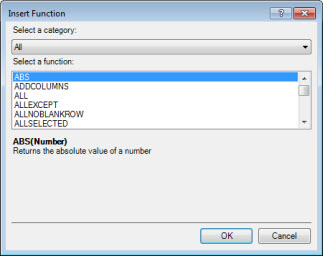 Insert Function
Select a category:
All
Select a function:
ABS
ADDCOLUMNS
ALL
ALLEXCEPT
ALLNOBLANKROW
ALLSELECTED
ABS(Number)
Returns the absolute value of a number
OK
Cancel